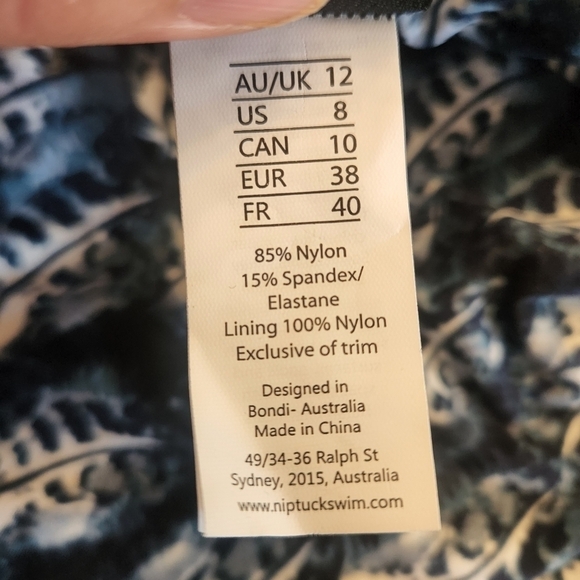 AU/UK 12
US 8
CAN 10
EUR 38
FR 40
85% Nylon
15% Spandex/
Elastane
Lining 100% Nylon
Exclusive of trim
Designed in
Bondi- Australia
Made in China
49/34-36 Ralph St
Sydney, 2015, Australia
www.niptuckswim.com